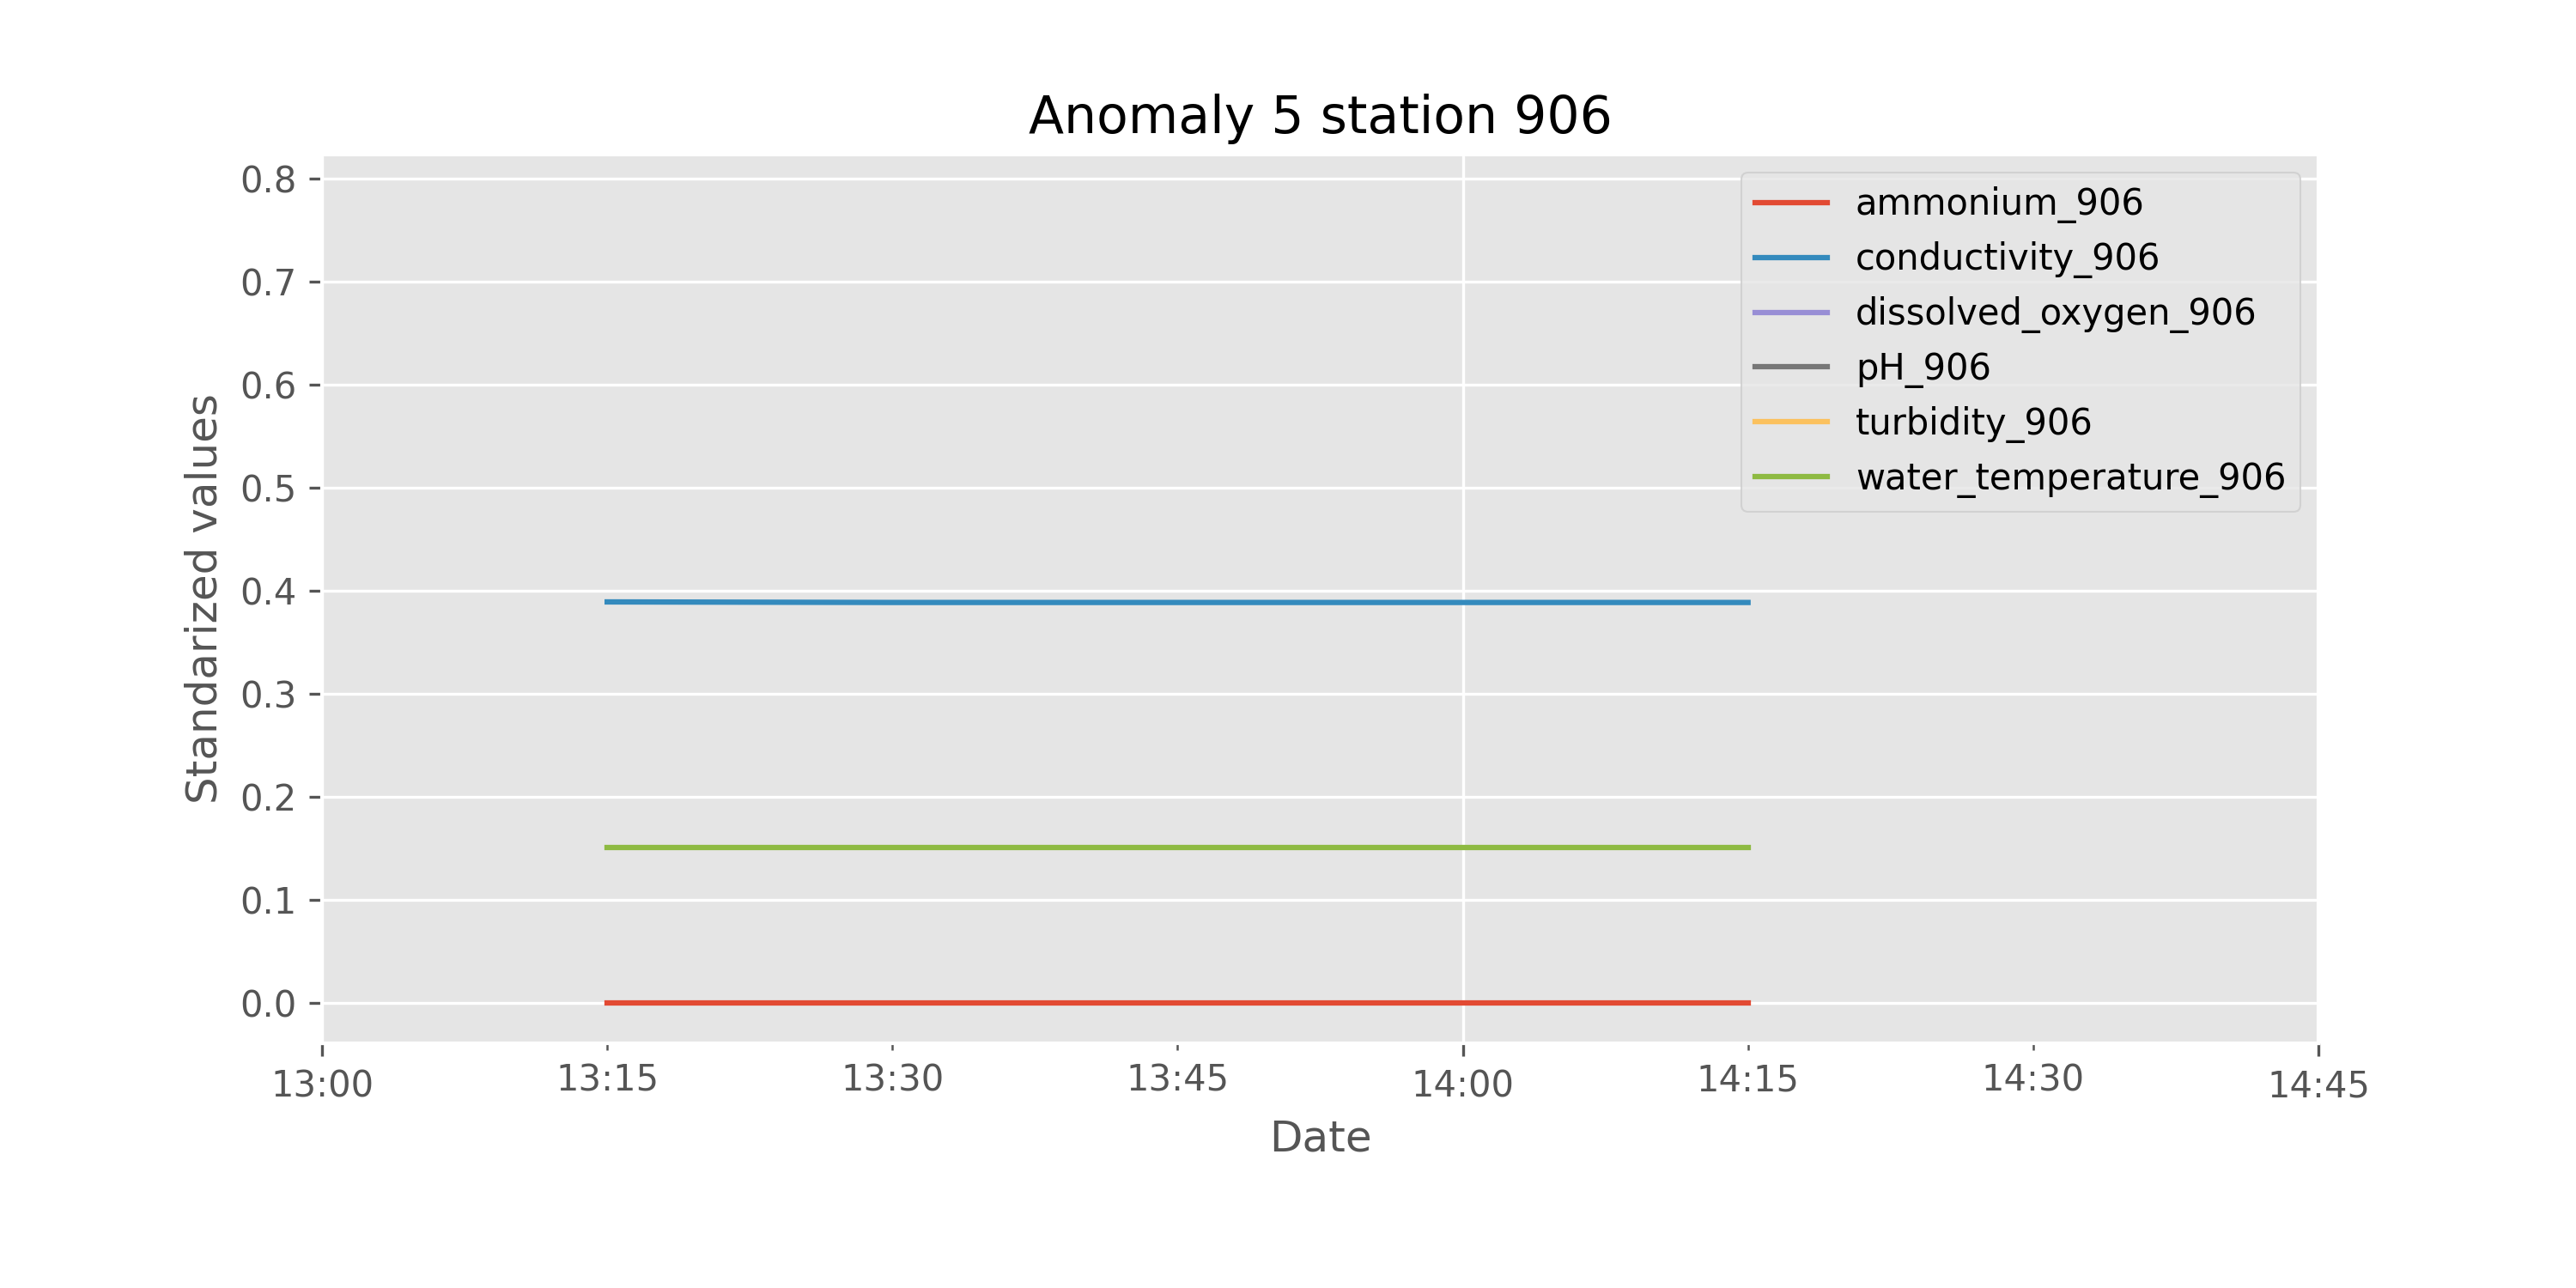 Anomaly 5 station 906
0.8
0.7
0.6
0.5
0.4
0.3
0.2
0.1
0.0
Standarized values
ammonium_906
conductivity_906
dissolved_oxygen_906
pH_906
turbidity_906
water_temperature_906
13:00 13:15 13:30 13:45 14:00 14:15 14:30 14:45
Date